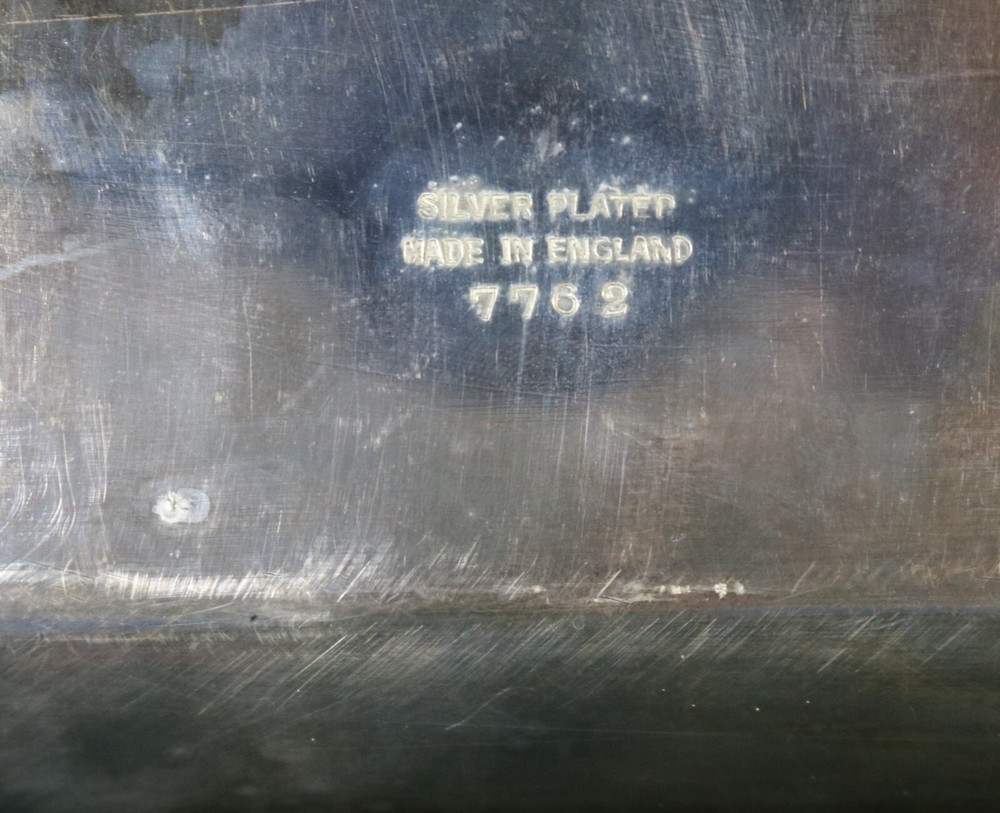 SILVER PLATED
MADE IN ENGLAND
7762